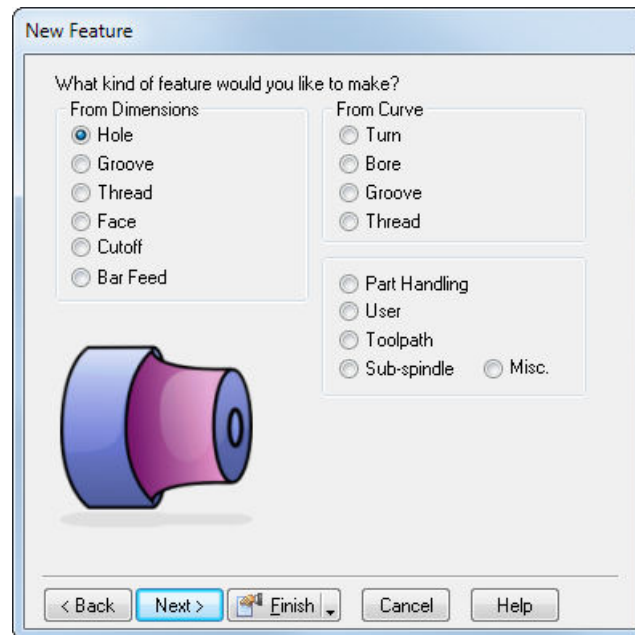 New Feature
What kind of feature would you like to make?
From Dimensions
Hole
Groove
Thread
Face
Cutoff
Bar Feed
From Curve
Turn
Bore
Groove
Thread
Part Handling
User
Toolpath
Sub-spindle Misc.
< Back Next > Finish Cancel Help